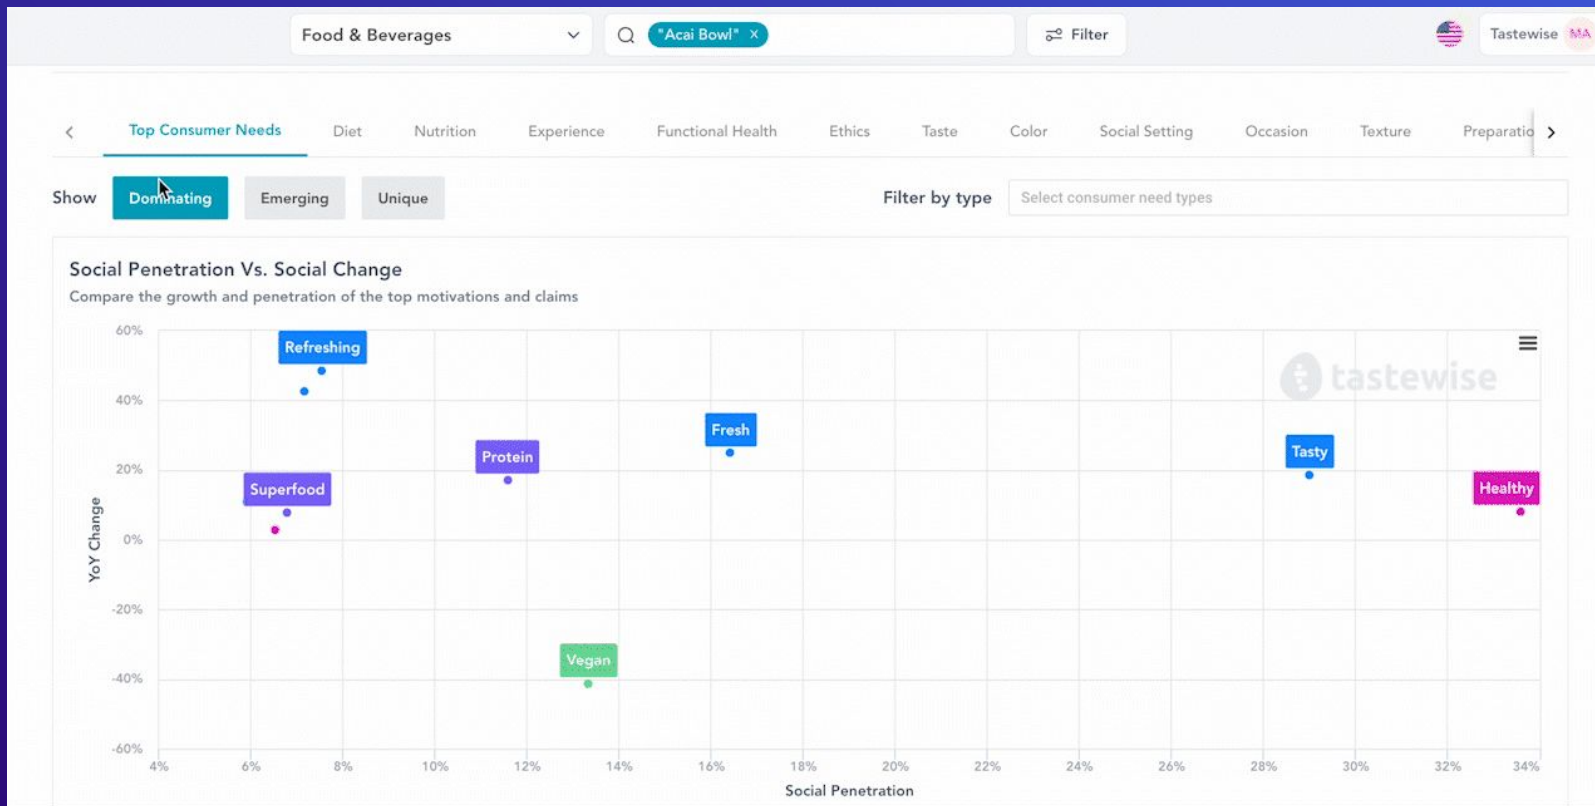 Food & Beverages
"Acai Bowl" x
Filter
Tastewise MA
Top Consumer Needs Diet Nutrition Experience Functional Health Ethics Taste Color Social Setting Occasion Texture Preparatio
Show Dominating Emerging Unique Filter by type Select consumer need types
Social Penetration Vs. Social Change
Compare the growth and penetration of the top motivations and claims
60%
Refreshing
tastewise
40%
Fresh
Tasty
Protein
20%
Superfood
Healthy
YoY Change
0%
-20%
Vegan
-40%
-60%
4% 6% 8% 10% 12% 14% 16% 18% 20% 22% 24% 26% 28% 30% 32% 34%
Social Penetration